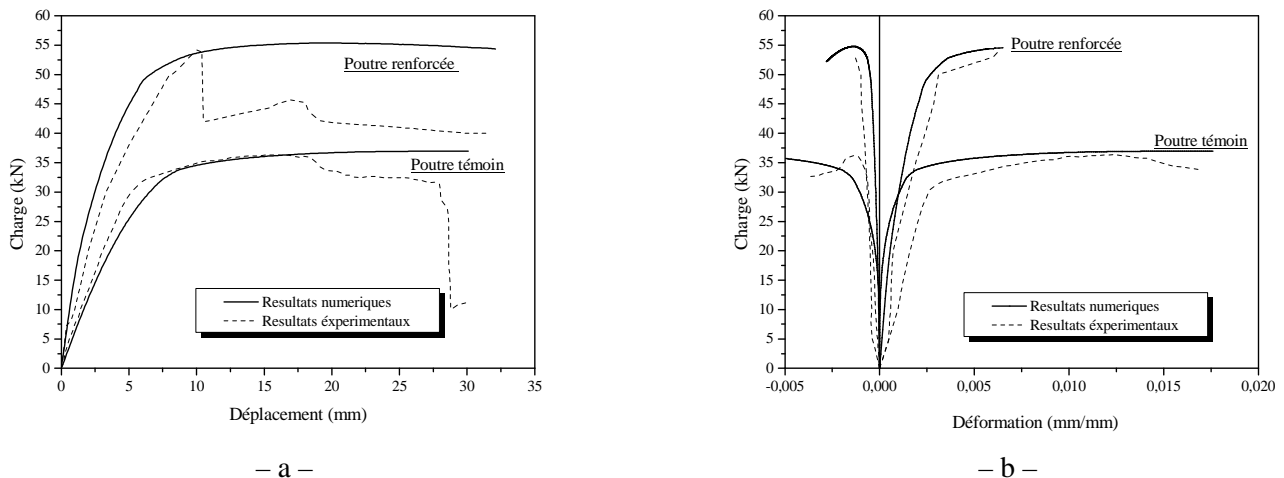 60
55
50
45
40
35
30
25
20
15
10
5
0
Charge (kN)
Poutre renforcée
Poutre témoin
Resultats numeriques
Resultats éxperimentaux
0 5 10 15 20 25 30 35
Déplacement (mm)
– a –
60
55
50
45
40
35
30
25
20
15
10
5
0
Charge (kN)
Poutre renforcée
Poutre témoin
Resultats numeriques
Resultats éxperimentaux
-0,005 0,000 0,005 0,010 0,015 0,020
Déformation (mm/mm)
– b –